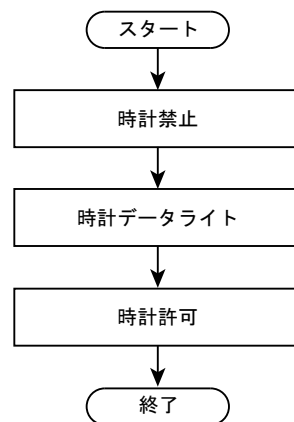 スタート
時計禁止
時計データライト
時計許可
終了